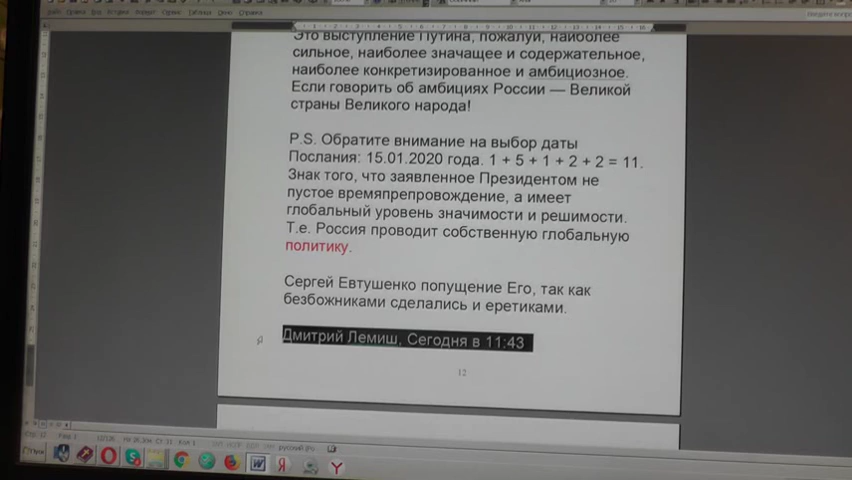 Это выступление Путина, пожалуй, наиболее
сильное, наиболее значащее и содержательное,
наиболее конкретизированное и амбициозное.
Если говорить об амбициях России — Великой
страны Великого народа!
P.S. Обратите внимание на выбор даты
Послания: 15.01.2020 года. 1 + 5 + 1 + 2 + 2 = 11.
Знак того, что заявленное Президентом не
пустое времяпрепровождение, а имеет
глобальный уровень значимости и решимости.
Т.е. Россия проводит собственную глобальную
политику.
Сергей Евтушенко попущение Его, так как
безбожниками сделались и еретиками.
Дмитрий Лемиш, Сегодня в 11:43
12